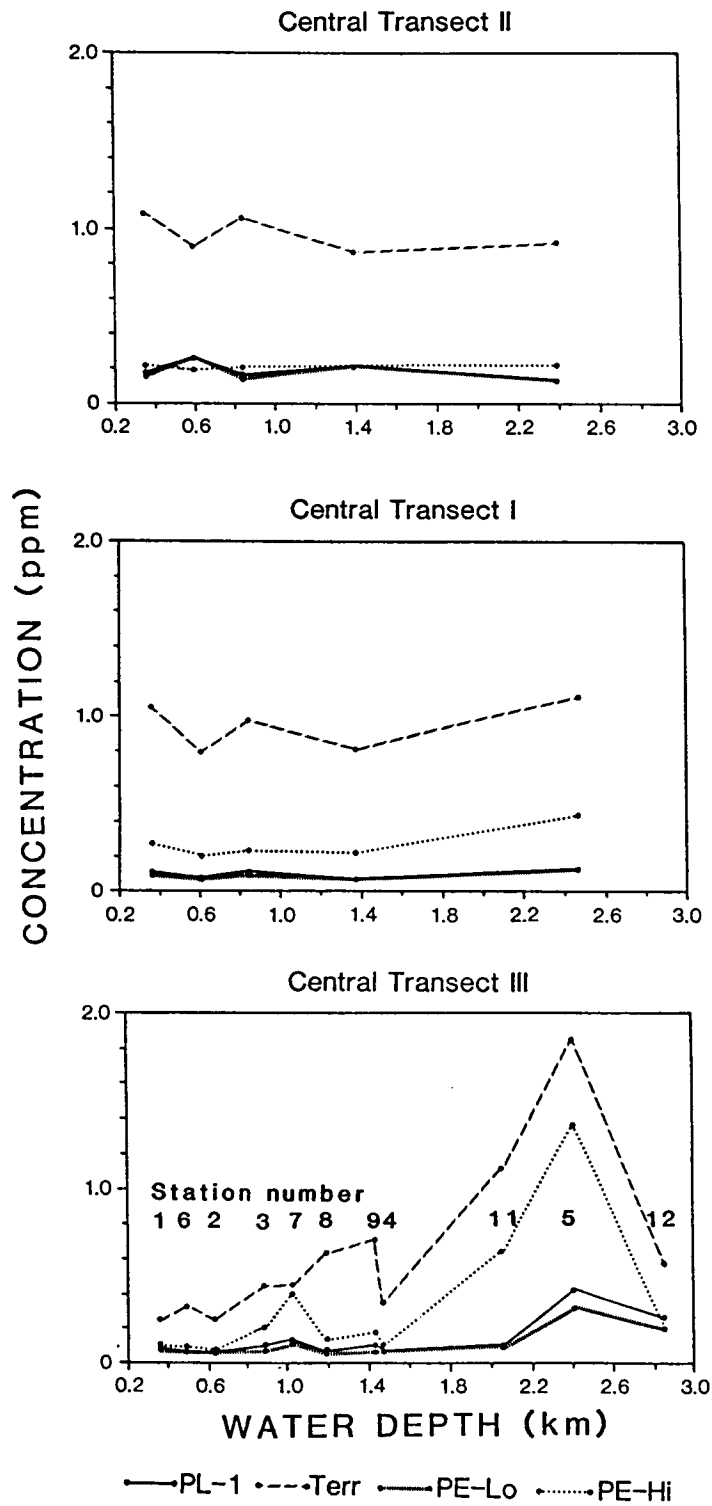 Central Transect II
2.0
1.0
0
0.2 0.6 1.0 1.4 1.8 2.2 2.6 3.0
Central Transect I
2.0
1.0
0
0.2 0.6 1.0 1.4 1.8 2.2 2.6 3.0
CONCENTRATION (ppm)
Central Transect III
2.0
1.0
0
Station number
1 6 2 3 7 8 94 11 5 12
0.2 0.6 1.0 1.4 1.8 2.2 2.6 3.0
WATER DEPTH (km)
PL-1 Terr PE-Lo PE-Hi